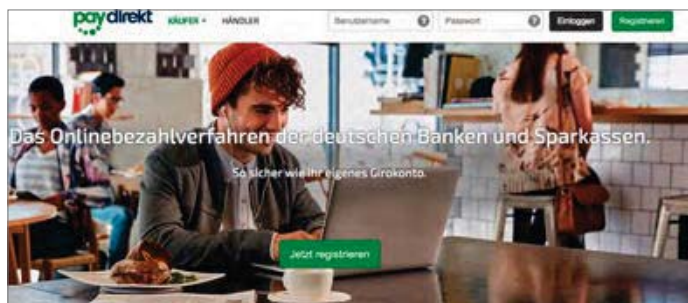 paydirekt KÄUFER HÄNDLER Benutzername ? Passwort ? Einloggen Registrieren
Das Onlinebezahlverfahren der deutschen Banken und Sparkassen.
So sicher wie ihr eigenes Girokonto.
Jetzt registrieren